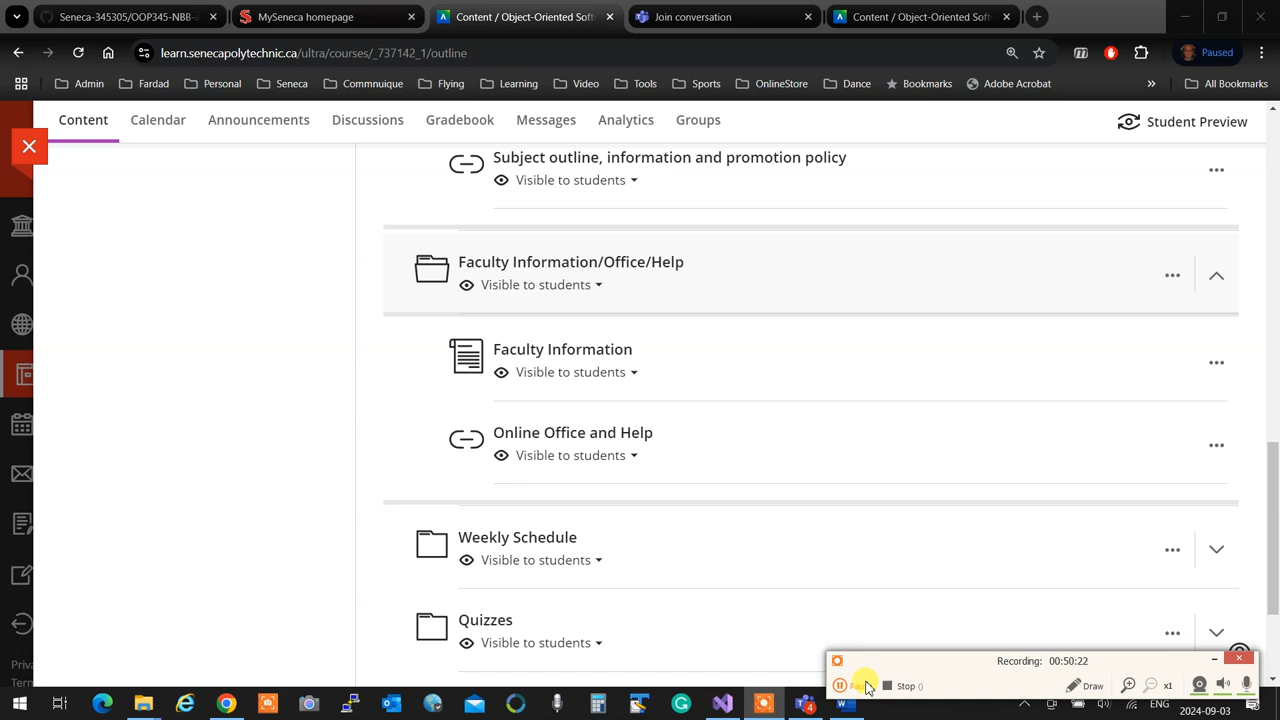 Seneca-345305/OOP345-NBB-
MySeneca homepage
Content / Object-Oriented Soft
Join conversation
Content / Object-Oriented Soft
learn.senecapolytechnic.ca/ultra/courses/_737142_1/outline
Paused
Admin
Fardad
Personal
Seneca
Commnuique
Flying
Learning
Video
Tools
Sports
OnlineStore
Dance
Bookmarks
Adobe Acrobat
»
All Bookmarks
Content
Calendar
Announcements
Discussions
Gradebook
Messages
Analytics
Groups
Student Preview
Subject outline, information and promotion policy
Visible to students
Faculty Information/Office/Help
Visible to students
Faculty Information
Visible to students
Online Office and Help
Visible to students
Weekly Schedule
Visible to students
Quizzes
Visible to students
Priva
Term
Recording: 00:50:22
Stop
Draw
x1
4
ENG
2024-09-03